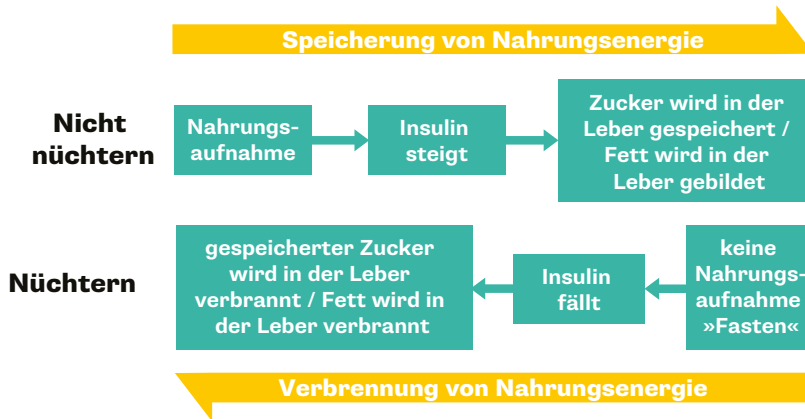 Speicherung von Nahrungsenergie
Nicht
nüchtern
Nahrungs-
aufnahme
Insulin
steigt
Zucker wird in der
Leber gespeichert /
Fett wird in der
Leber gebildet
Nüchtern
gespeicherter Zucker
wird in der Leber
verbrannt / Fett wird in
der Leber verbrannt
Insulin
fällt
keine
Nahrungs-
aufnahme
»Fasten«
Verbrennung von Nahrungsenergie